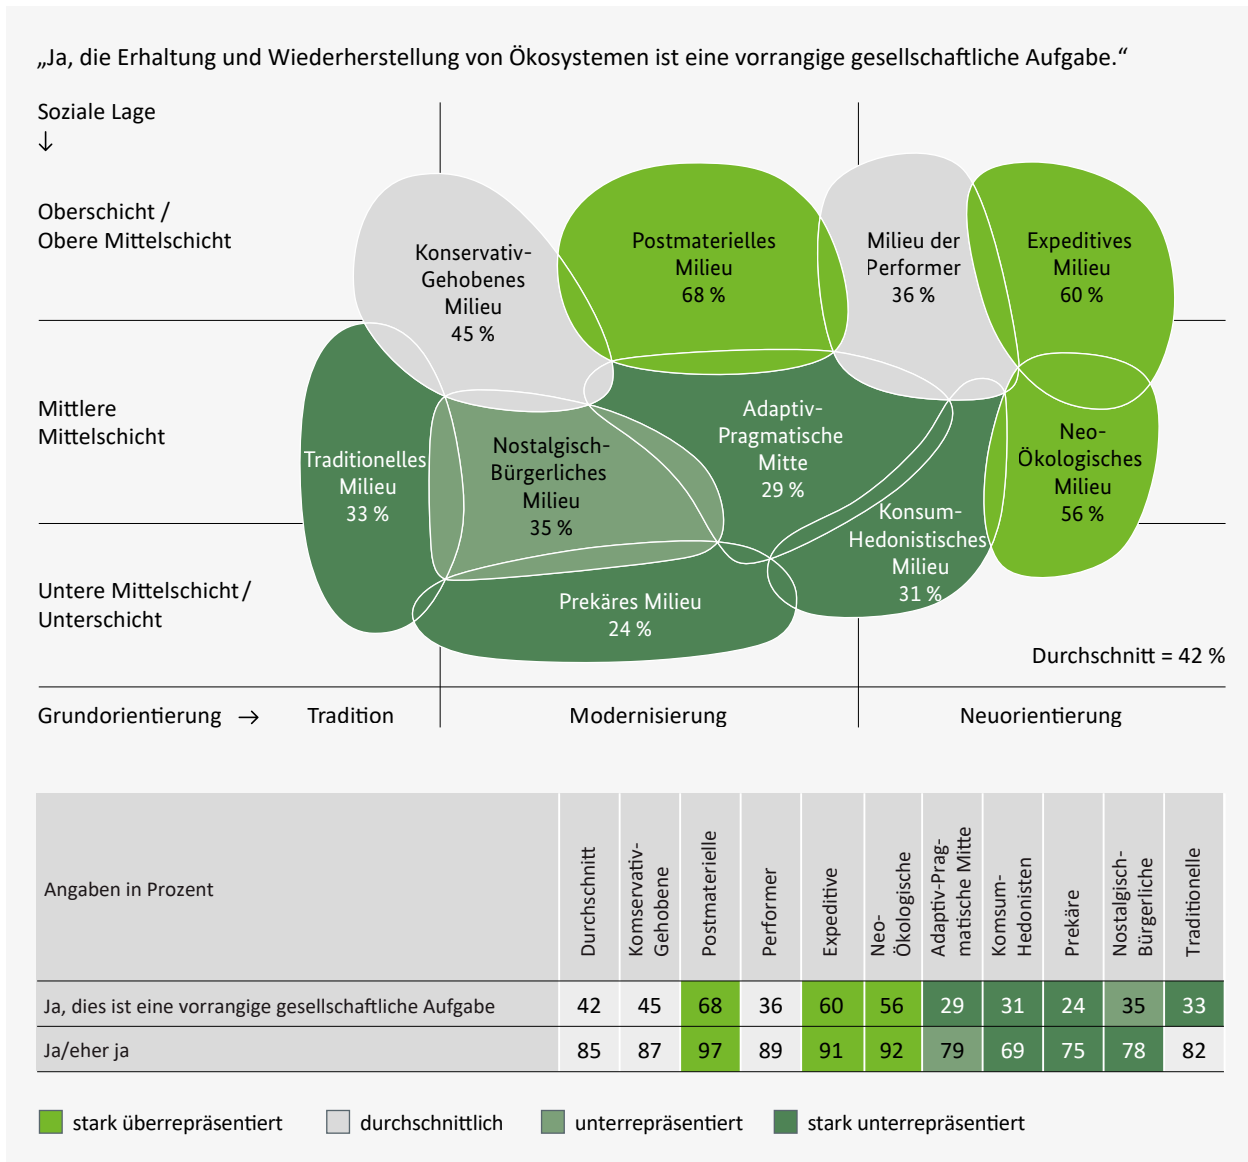 „Ja, die Erhaltung und Wiederherstellung von Ökosystemen ist eine vorrangige gesellschaftliche Aufgabe.“
Soziale Lage
↓
Oberschicht /
Obere Mittelschicht
Konservativ-
Gehobenes
Milieu
45 %
Postmaterielles
Milieu
68 %
Milieu der
Performer
36 %
Expeditives
Milieu
60 %
Mittlere
Mittelschicht
Traditionelles
Milieu
33 %
Nostalgisch-
Bürgerliches
Milieu
35 %
Adaptiv-
Pragmatische
Mitte
29 %
Neo-
Ökologisches
Milieu
56 %
Konsum-
Hedonistisches
Milieu
31 %
Untere Mittelschicht/
Unterschicht
Prekäres Milieu
24 %
Durchschnitt = 42 %
Grundorientierung → Tradition Modernisierung Neuorientierung
Angaben in Prozent
Durchschnitt
Komservativ-
Gehobene
Postmaterielle
Performer
Expeditive
Neo-
Ökologische
Adaptiv-Prag-
matische Mitte
Komsum-
Hedonisten
Prekäre
Nostalgisch-
Bürgerliche
Traditionelle
Ja, dies ist eine vorrangige gesellschaftliche Aufgabe 42 45 68 36 60 56 29 31 24 35 33
Ja/eher ja 85 87 97 89 91 92 79 69 75 78 82
stark überrepräsentiert durchschnittlich unterrepräsentiert stark unterrepräsentiert